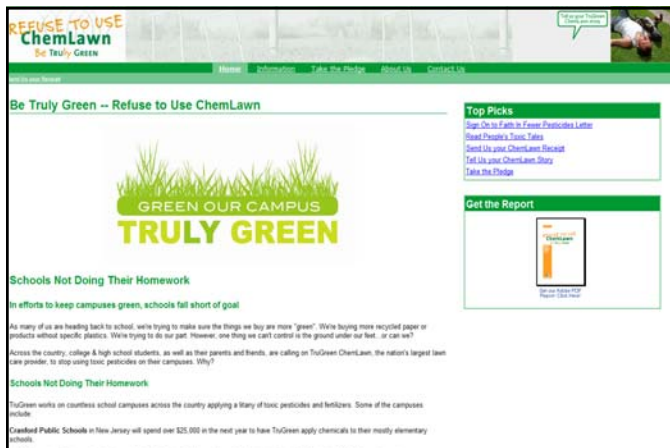 REFUSE TO USE
ChemLawn
Be TRULY GREEN
Tell us your TruGreen
ChemLawn story
Home Information Take the Pledge About Us Contact Us
Send Us your Receipt
Be Truly Green -- Refuse to Use ChemLawn
GREEN OUR CAMPUS
TRULY GREEN
Schools Not Doing Their Homework
In efforts to keep campuses green, schools fall short of goal
As many of us are heading back to school, we're trying to make sure the things we buy are more "green". We're buying more recycled paper or
products without specific plastics. We're trying to do our part. However, one thing we can't control is the ground under our feet...or can we?
Across the country, college & high school students, as well as their parents and friends, are calling on TruGreen ChemLawn, the nation's largest lawn
care provider, to stop using toxic pesticides on their campuses. Why?
Schools Not Doing Their Homework
TruGreen works on countless school campuses across the country applying a litany of toxic pesticides and fertilizers. Some of the campuses
include
Cranford Public Schools in New Jersey will spend over $25,000 in the next year to have TruGreen apply chemicals to their mostly elementary
schools.
Top Picks
Sign On to Faith In Fewer Pesticides Letter
Read People's Toxic Tales
Send Us your ChemLawn Receipt
Tell Us your ChemLawn Story
Take the Pledge
Get the Report
REFUSE TO USE
ChemLawn
Report Click Here!